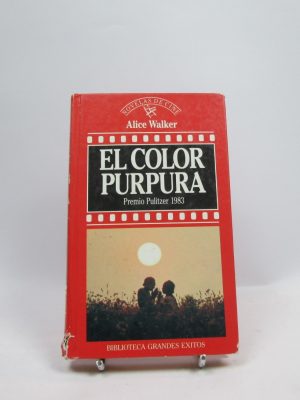 NOVELAS DE CINE
Alice Walker
EL COLOR
PURPURA
Premio Pulitzer 1983
BIBLIOTECA GRANDES EXITOS